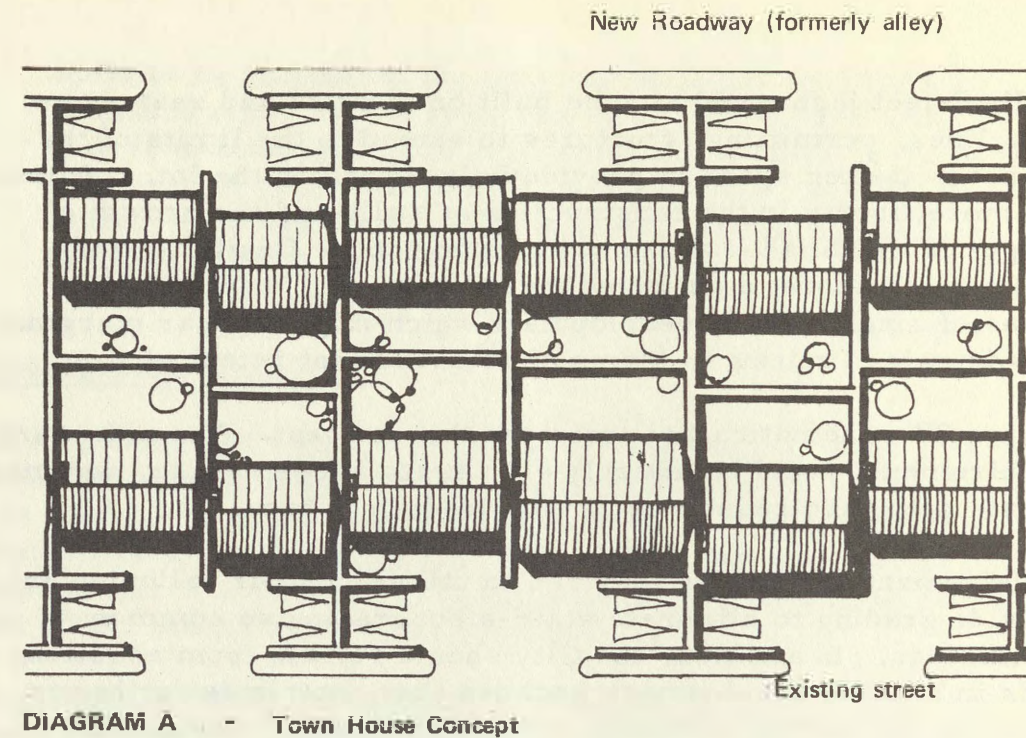 New Roadway (formerly alley)
Existing street
DIAGRAM A - Town House Concept